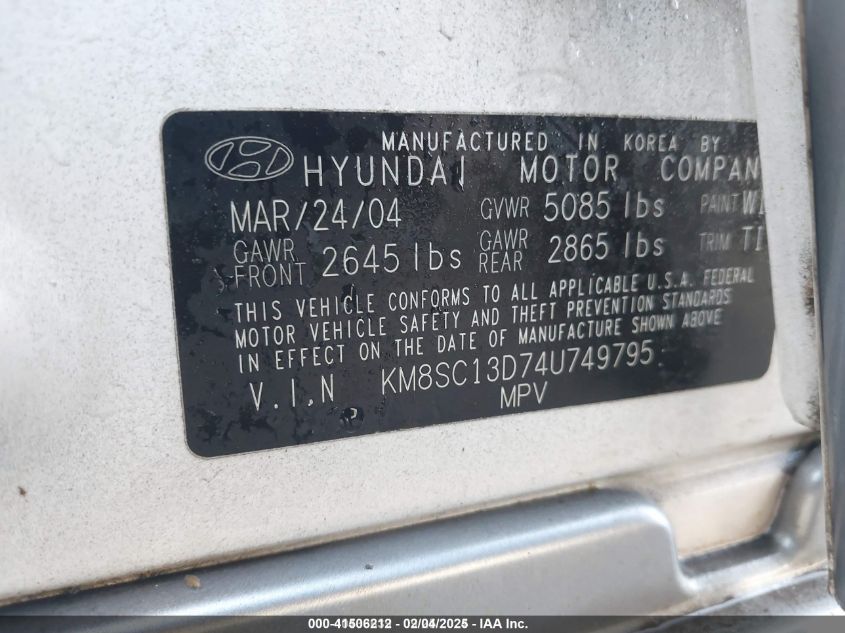 MANUFACTURED IN KOREA BY
HYUNDAI MOTOR COMPAN
MAR/24/04 GVWR 5085 lbs PAINT WI
GAWR FRONT 2645 lbs GAWR REAR 2865 lbs TRIM TI
THIS VEHICLE CONFORMS TO ALL APPLICABLE U.S.A. FEDERAL
MOTOR VEHICLE SAFETY AND THEFT PREVENTION STANDARDS
IN EFFECT ON THE DATE OF MANUFACTURE SHOWN ABOVE
V.I.N KM8SC13D74U749795
MPV
000-41506212 - 02/04/2025 - IAA Inc.